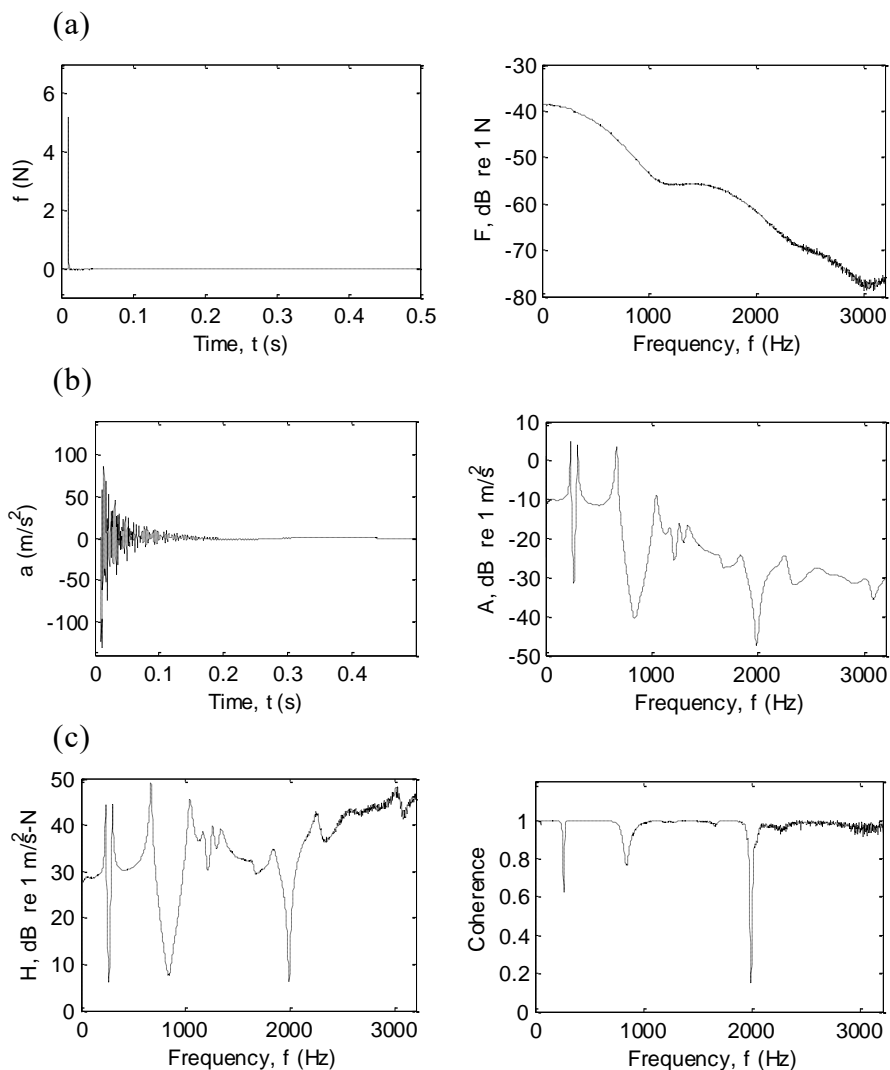 (a)
6
4
2
0
f (N)
0 0.1 0.2 0.3 0.4 0.5
Time, t (s)
-30
-40
-50
-60
-70
-80
F, dB re 1 N
0 1000 2000 3000
Frequency, f (Hz)
(b)
100
50
0
-50
-100
a (m/s²)
0 0.1 0.2 0.3 0.4
Time, t (s)
10
0
-10
-20
-30
-40
-50
A, dB re 1 m/s²
0 1000 2000 3000
Frequency, f (Hz)
(c)
50
40
30
20
10
0
H, dB re 1 m/s²-N
0 1000 2000 3000
Frequency, f (Hz)
1
0.8
0.6
0.4
0.2
0
Coherence
0 1000 2000 3000
Frequency, f (Hz)